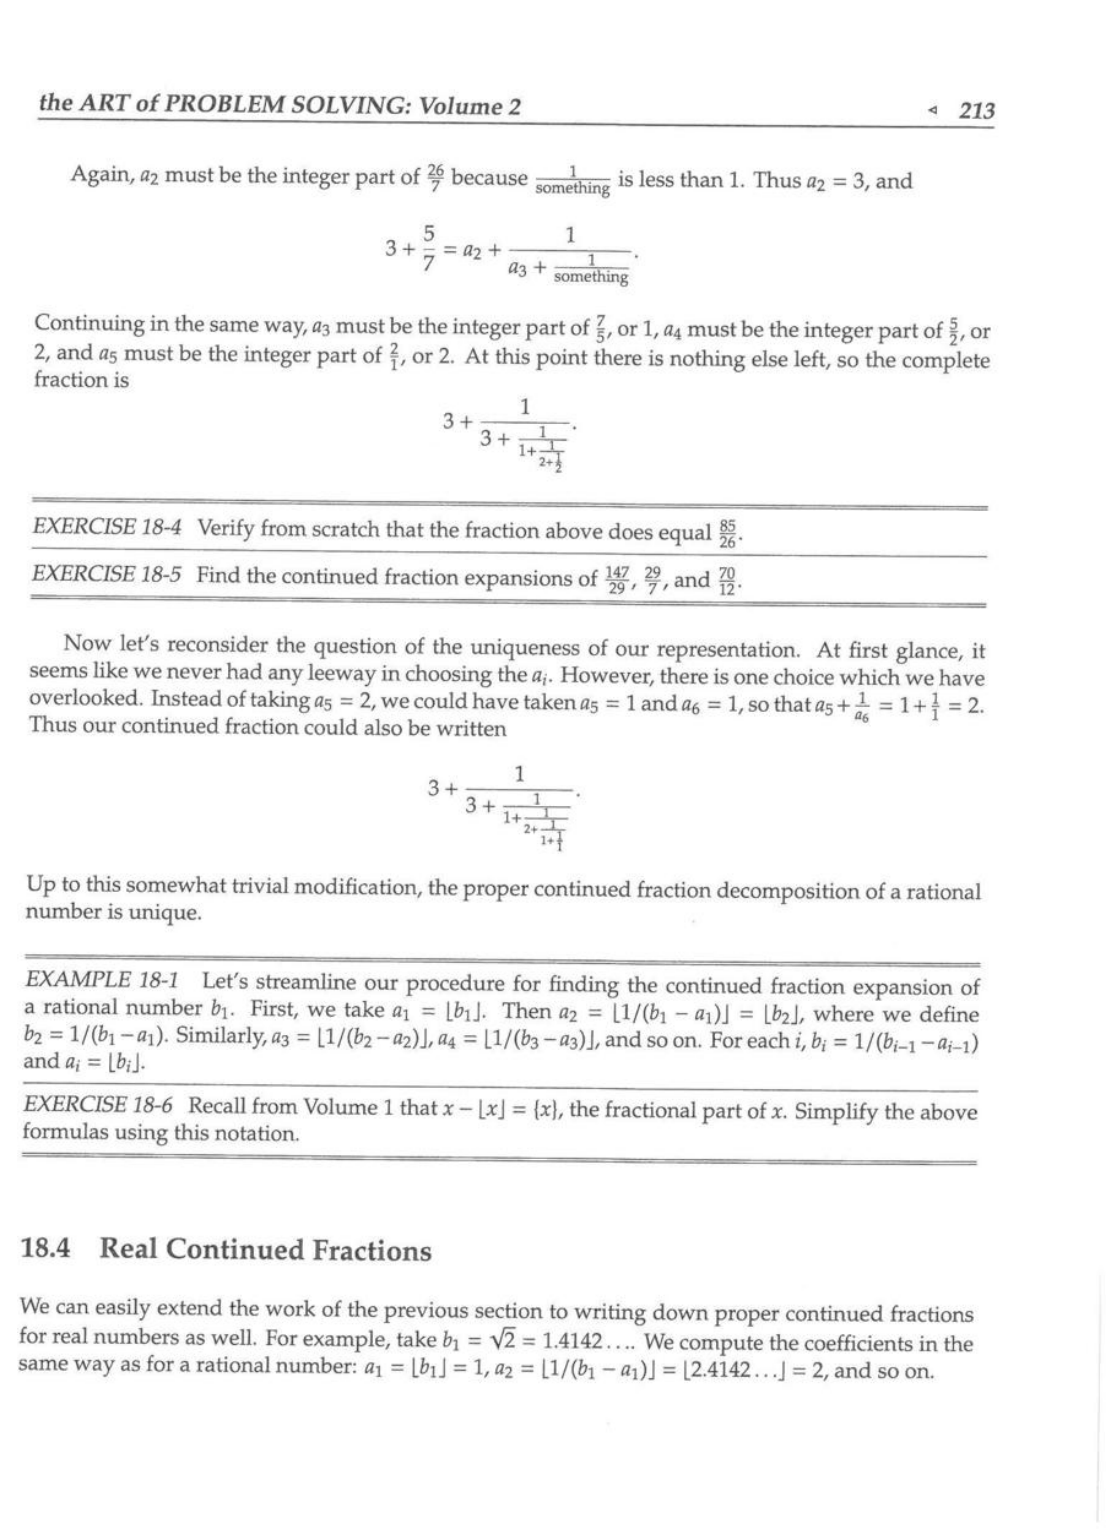 the ART of PROBLEM SOLVING: Volume 2 ◃ 213
Again, a₂ must be the integer part of 26/7 because 1/something is less than 1. Thus a₂ = 3, and
3 + 5/7 = a₂ + 1/(a₃ + 1/something).
Continuing in the same way, a₃ must be the integer part of 7/5, or 1, a₄ must be the integer part of 5/2, or
2, and a₅ must be the integer part of 2/1, or 2. At this point there is nothing else left, so the complete
fraction is
3 + 1/(3 + 1/(1+1/(2+1/2))).
EXERCISE 18-4 Verify from scratch that the fraction above does equal 85/26.
EXERCISE 18-5 Find the continued fraction expansions of 147/29, 29/7, and 70/12.
Now let's reconsider the question of the uniqueness of our representation. At first glance, it
seems like we never had any leeway in choosing the aᵢ. However, there is one choice which we have
overlooked. Instead of taking a₅ = 2, we could have taken a₅ = 1 and a₆ = 1, so that a₅ + 1/a₆ = 1 + 1/1 = 2.
Thus our continued fraction could also be written
3 + 1/(3 + 1/(1+1/(2+1/(1+1/1)))).
Up to this somewhat trivial modification, the proper continued fraction decomposition of a rational
number is unique.
EXAMPLE 18-1 Let's streamline our procedure for finding the continued fraction expansion of
a rational number b₁. First, we take a₁ = ⌊b₁⌋. Then a₂ = ⌊1/(b₁ − a₁)⌋ = ⌊b₂⌋, where we define
b₂ = 1/(b₁ − a₁). Similarly, a₃ = ⌊1/(b₂ − a₂)⌋, a₄ = ⌊1/(b₃ − a₃)⌋, and so on. For each i, bᵢ = 1/(bᵢ₋₁ − aᵢ₋₁)
and aᵢ = ⌊bᵢ⌋.
EXERCISE 18-6 Recall from Volume 1 that x − ⌊x⌋ = {x}, the fractional part of x. Simplify the above
formulas using this notation.
18.4 Real Continued Fractions
We can easily extend the work of the previous section to writing down proper continued fractions
for real numbers as well. For example, take b₁ = √2 = 1.4142.... We compute the coefficients in the
same way as for a rational number: a₁ = ⌊b₁⌋ = 1, a₂ = ⌊1/(b₁ − a₁)⌋ = ⌊2.4142...⌋ = 2, and so on.